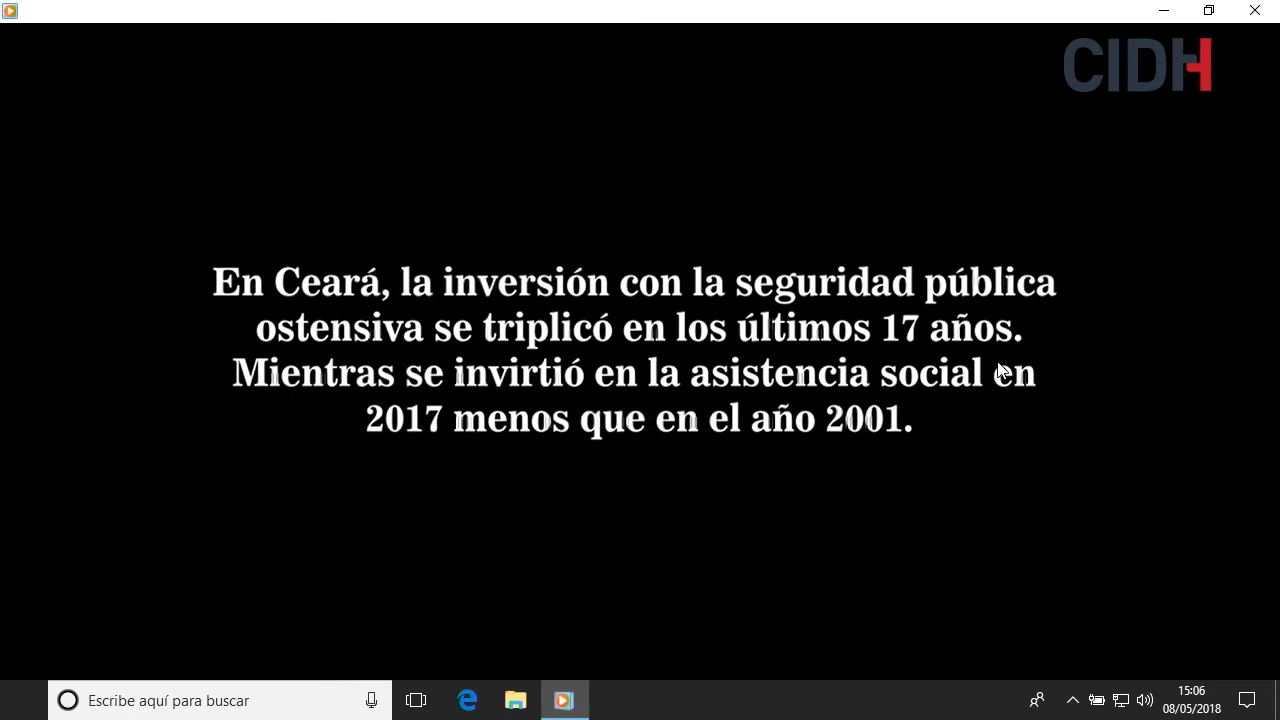 CIDH
En Ceará, la inversión con la seguridad pública
ostensiva se triplicó en los últimos 17 años.
Mientras se invirtió en la asistencia social en
2017 menos que en el año 2001.
Escribe aquí para buscar
15:06
08/05/2018